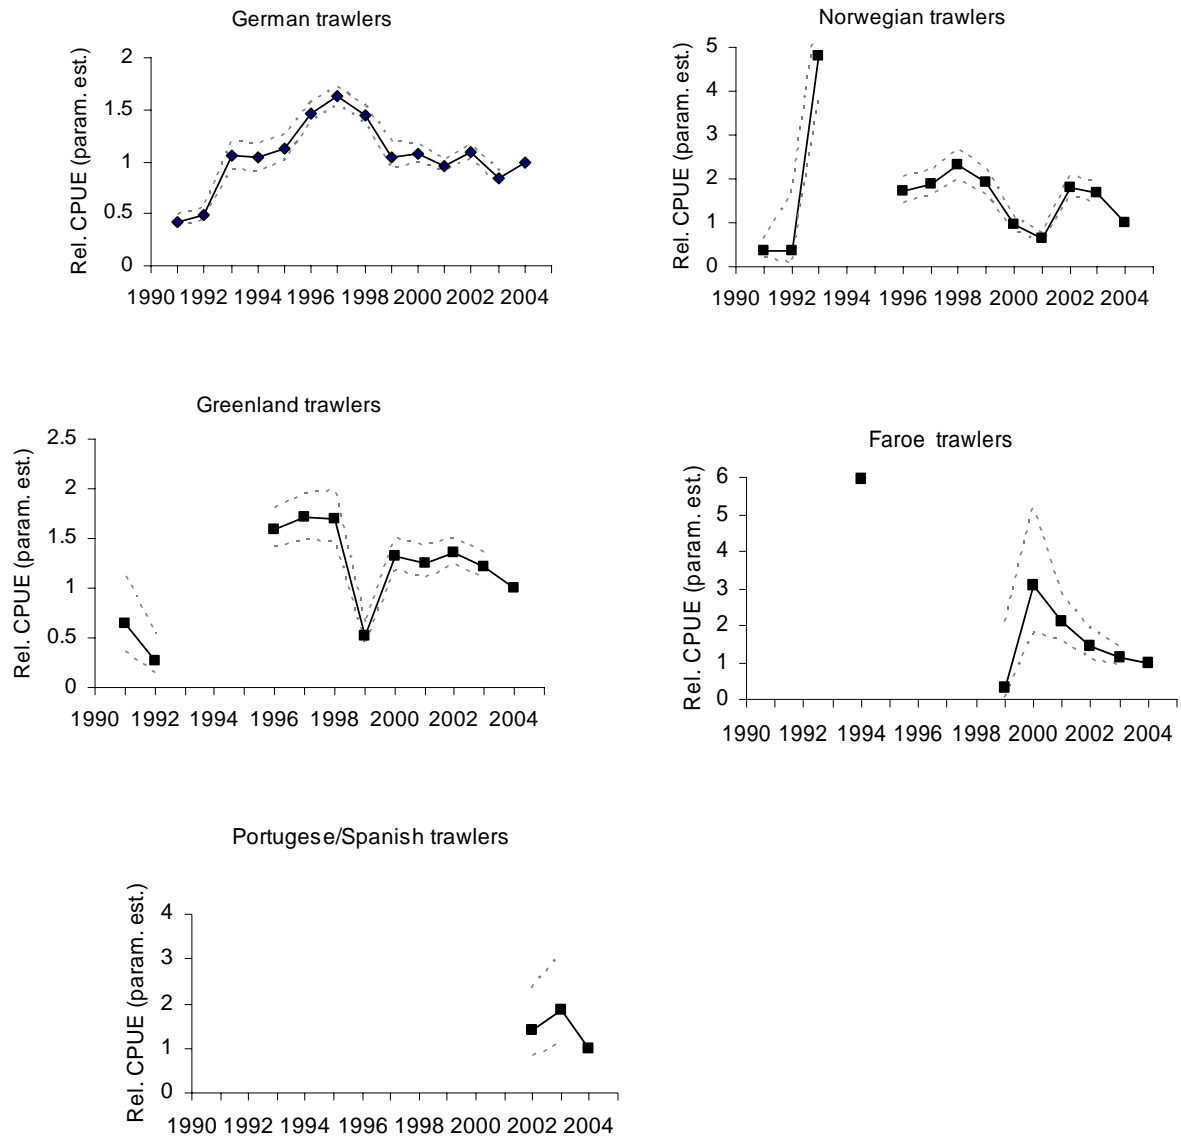 German trawlers
Rel. CPUE (param. est.)
2
1.5
1
0.5
0
1990 1992 1994 1996 1998 2000 2002 2004
Norwegian trawlers
Rel. CPUE (param. est.)
5
4
3
2
1
0
1990 1992 1994 1996 1998 2000 2002 2004
Greenland trawlers
Rel. CPUE (param. est.)
2.5
2
1.5
1
0.5
0
1990 1992 1994 1996 1998 2000 2002 2004
Faroe trawlers
Rel. CPUE (param. est.)
6
5
4
3
2
1
0
1990 1992 1994 1996 1998 2000 2002 2004
Portugese/Spanish trawlers
Rel. CPUE (param. est.)
4
3
2
1
0
1990 1992 1994 1996 1998 2000 2002 2004